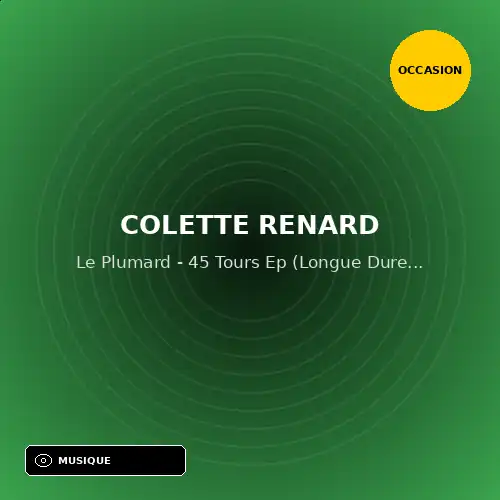 OCCASION
COLETTE RENARD
Le Plumard - 45 Tours Ep (Longue Dure...
MUSIQUE